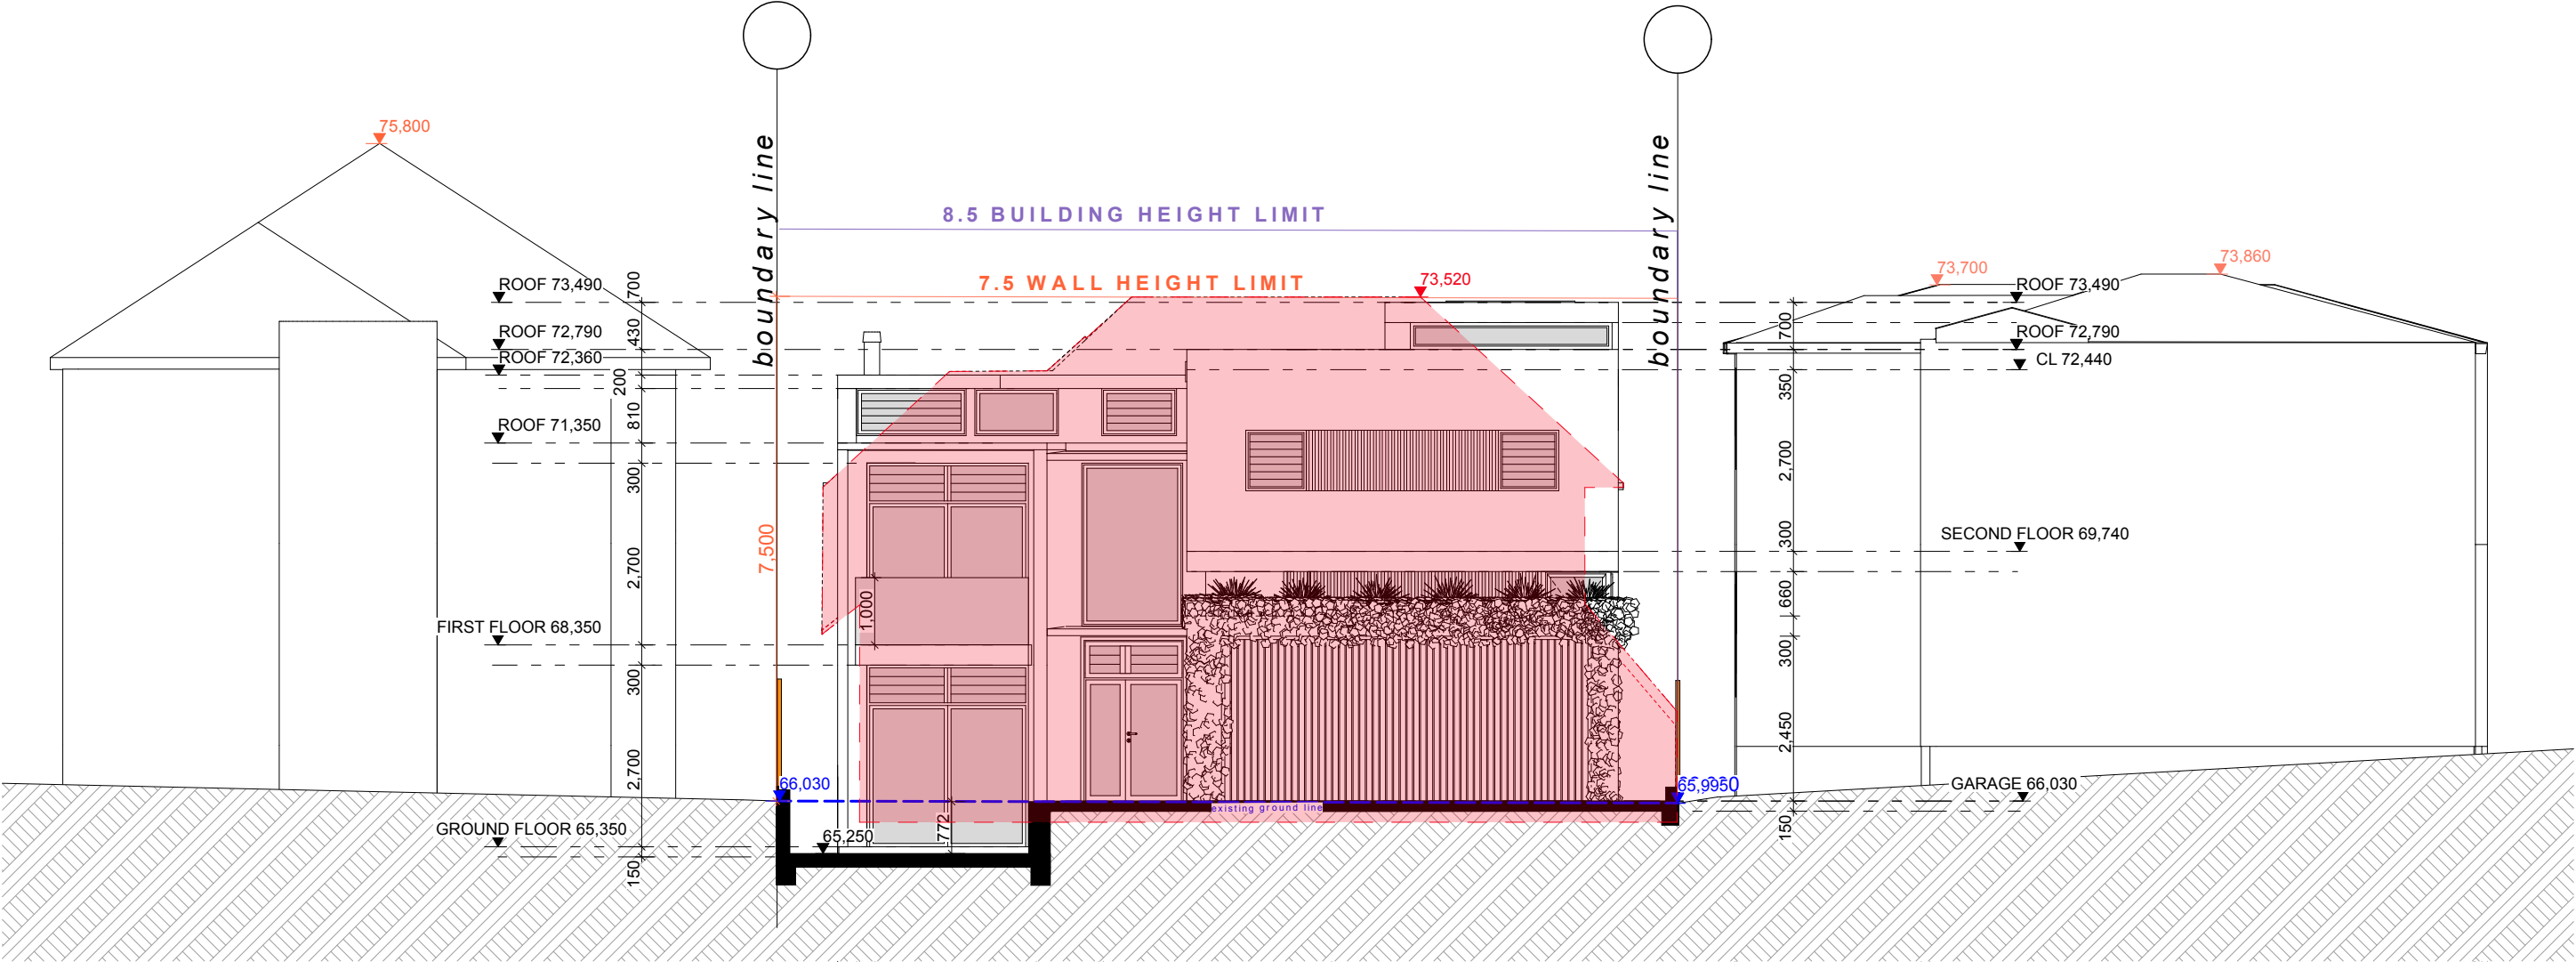 75,800
boundary line
boundary line
8.5 BUILDING HEIGHT LIMIT
7.5 WALL HEIGHT LIMIT
73,520
73,700
73,860
ROOF 73,490
700
ROOF 73,490
430
ROOF 72,790
700
ROOF 72,790
ROOF 72,360
CL 72,440
200
350
810
ROOF 71,350
300
2,700
7,500
SECOND FLOOR 69,740
300
2,700
1,000
660
FIRST FLOOR 68,350
300
300
2,700
2,450
66,030
65,9950
GARAGE 66,030
existing ground line
GROUND FLOOR 65,350
65,250
772
150
150